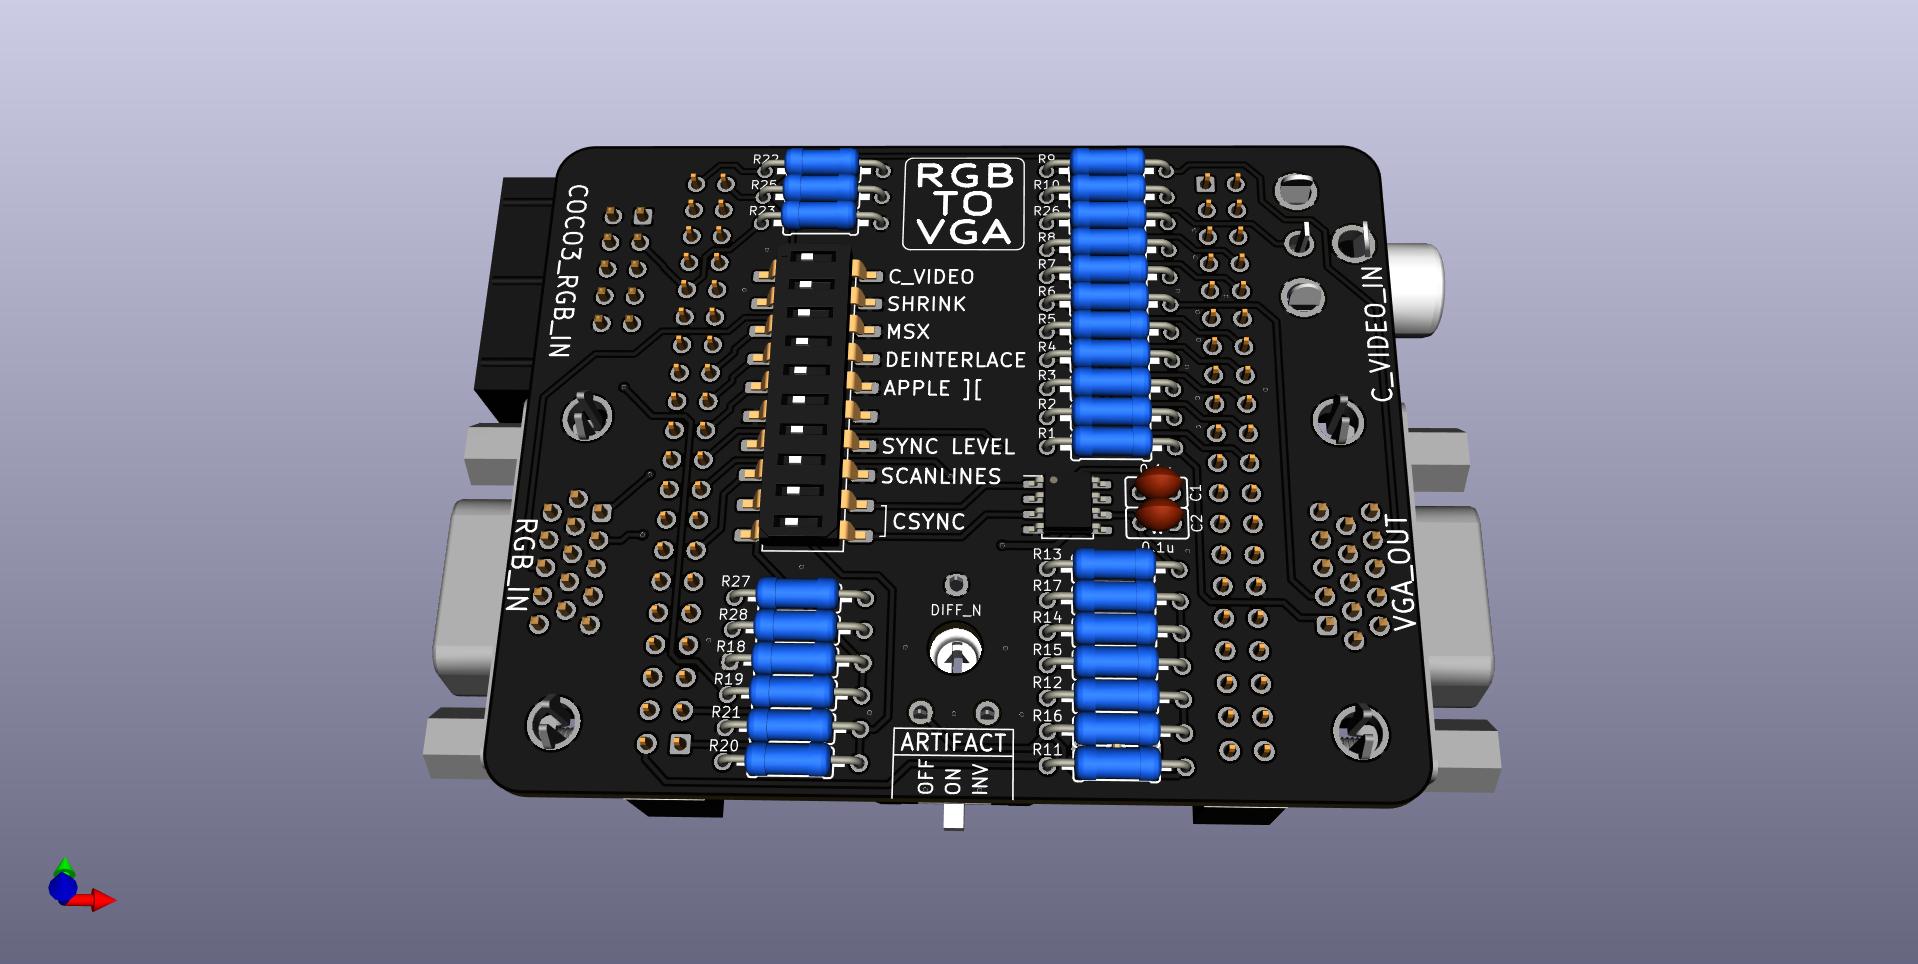 RGB
TO
VGA
COCO3_RGB_IN
RGB_IN
R22
R25
R23
C_VIDEO
SHRINK
MSX
DEINTERLACE
APPLE ][
SYNC LEVEL
SCANLINES
CSYNC
R9
R10
R26
R8
R7
R6
R5
R4
R3
R2
R1
C1
C2
0.1u
C_VIDEO_IN
VGA_OUT
R27
R28
R18
R19
R21
R20
DIFF_N
ARTIFACT
OFF
ON
INV
R13
R17
R14
R15
R12
R16
R11